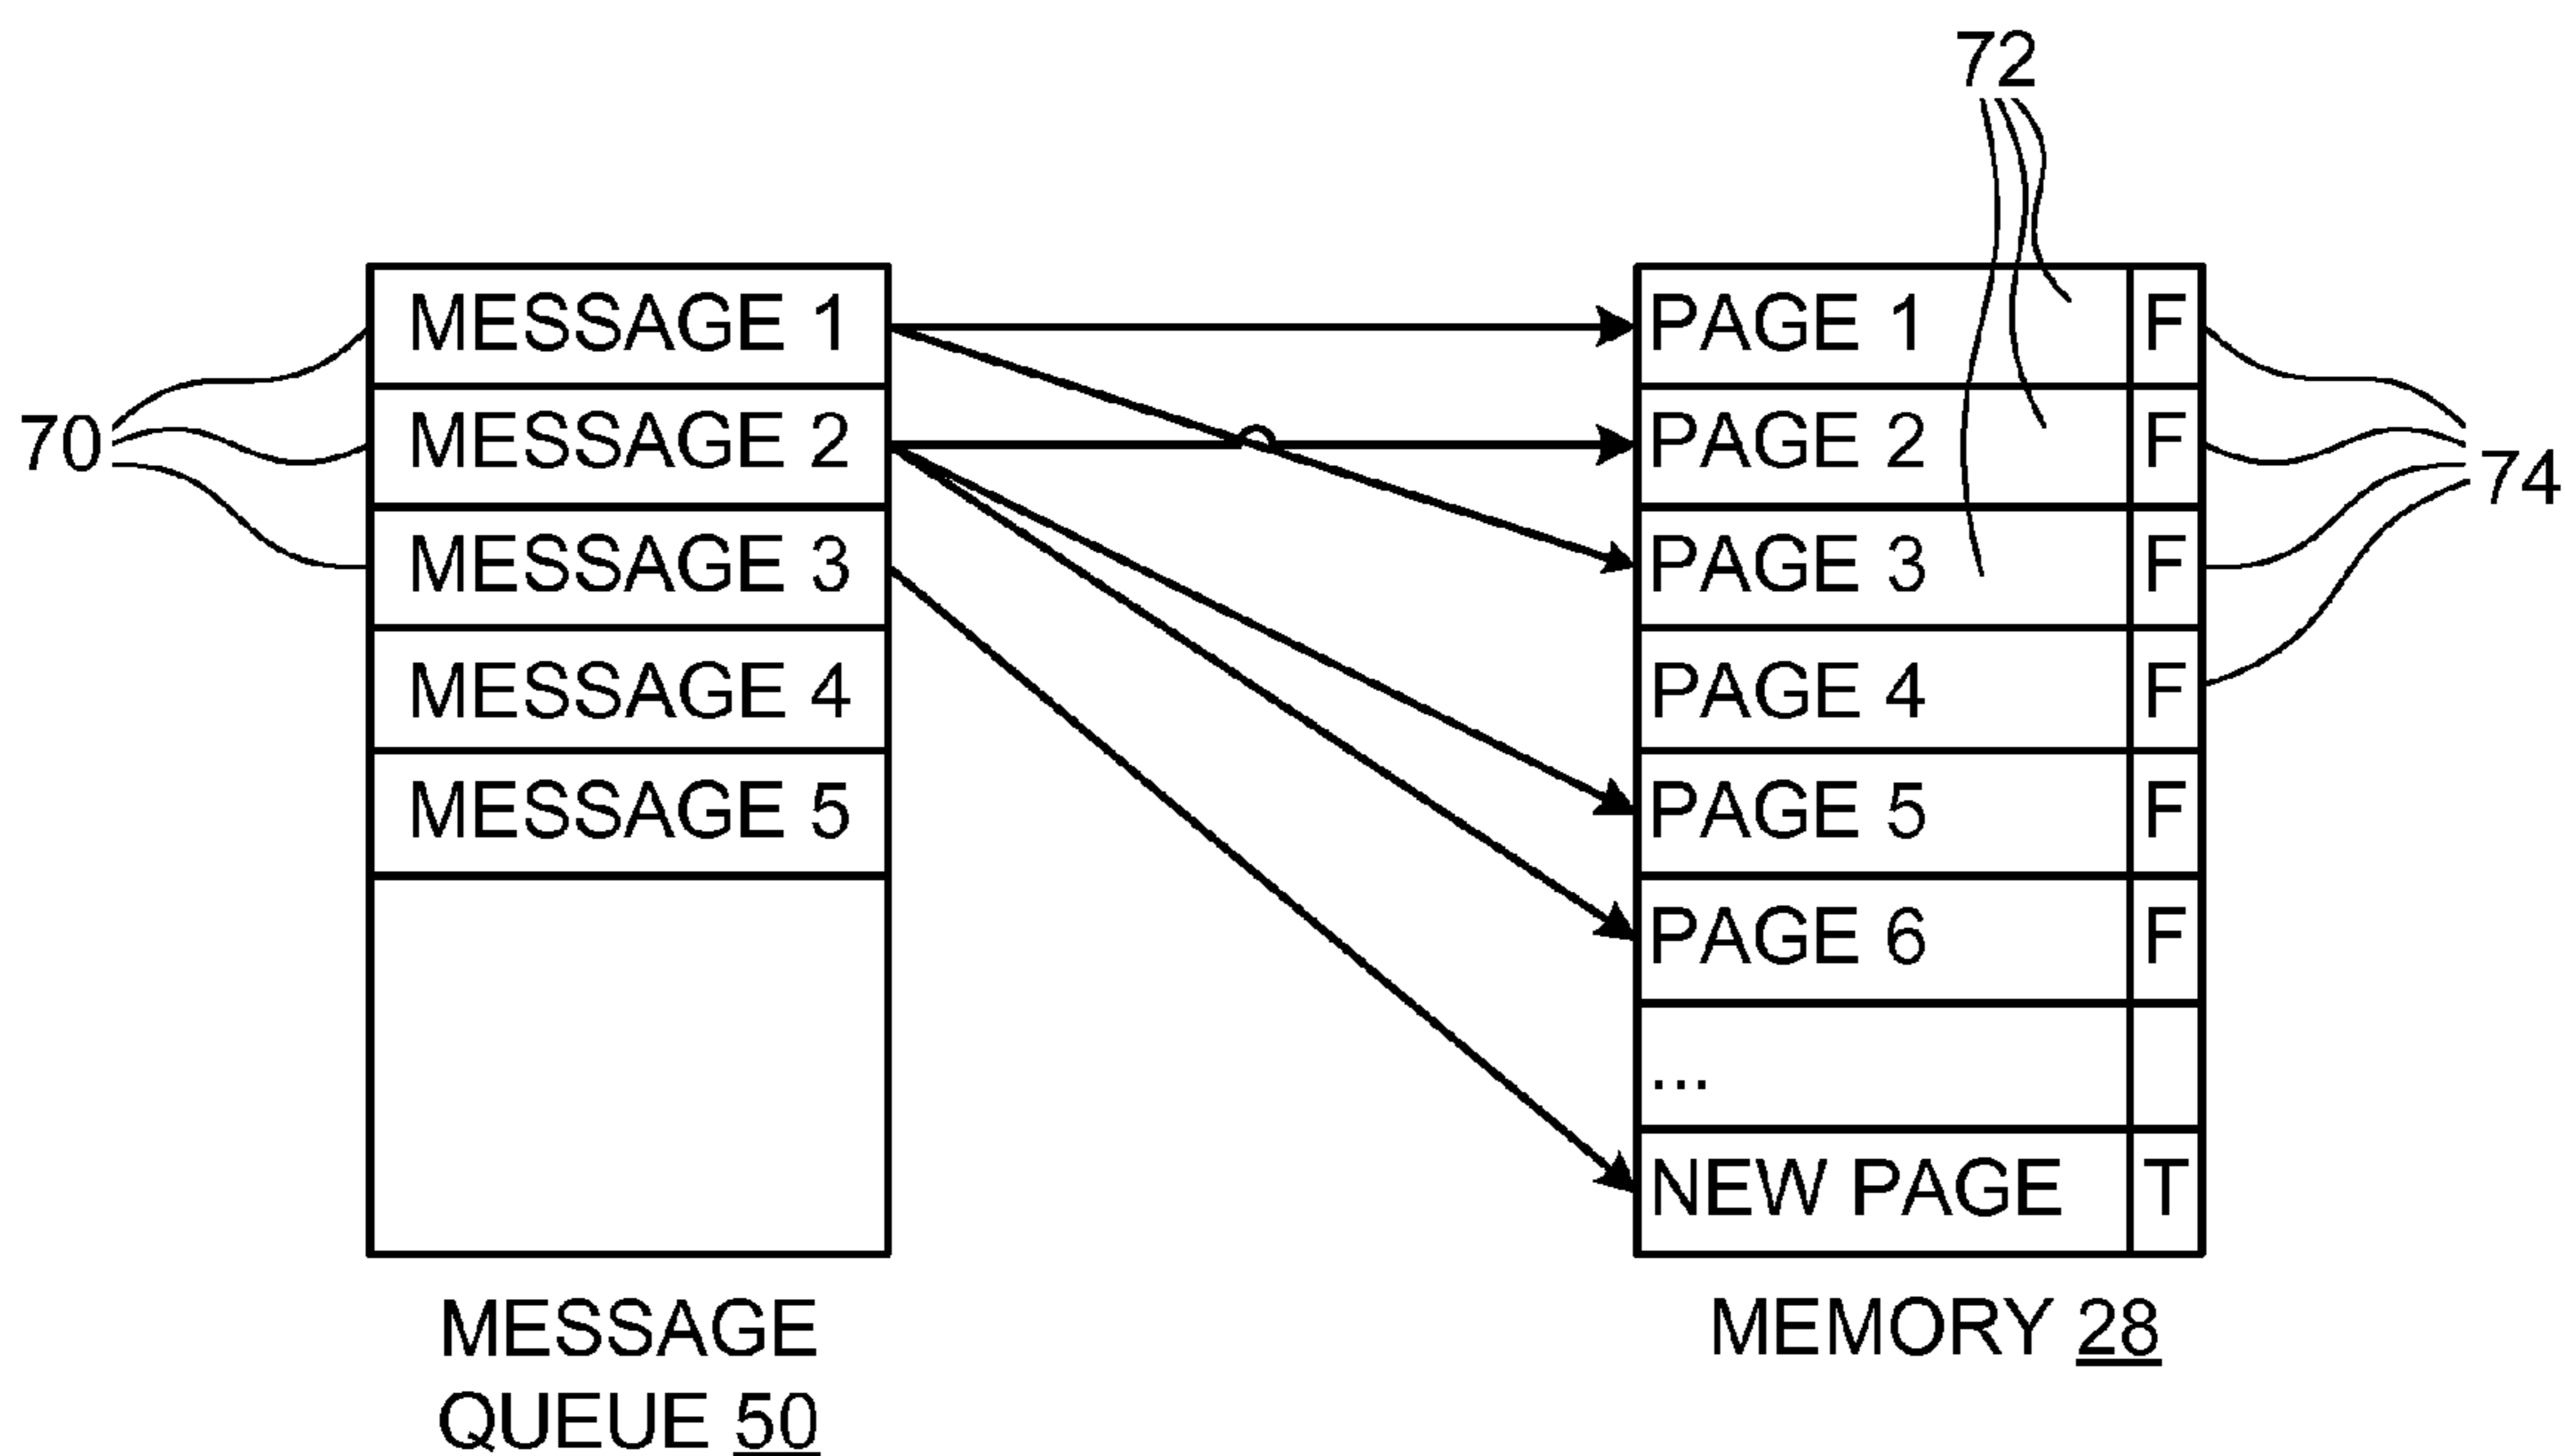 72
70
MESSAGE 1
MESSAGE 2
MESSAGE 3
MESSAGE 4
MESSAGE 5
MESSAGE
QUEUE 50
PAGE 1 F
PAGE 2 F
PAGE 3 F
PAGE 4 F
PAGE 5 F
PAGE 6 F
...
NEW PAGE T
MEMORY 28
74